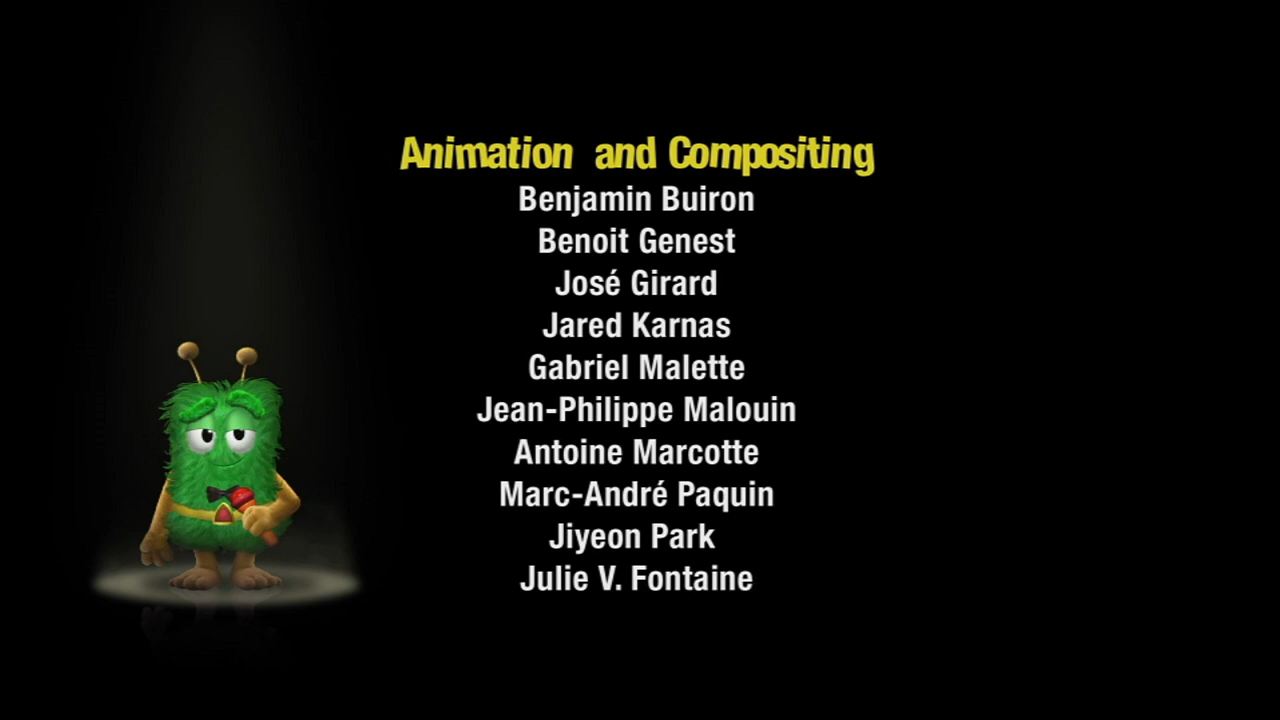 Animation and Compositing
Benjamin Buiron
Benoit Genest
José Girard
Jared Karnas
Gabriel Malette
Jean-Philippe Malouin
Antoine Marcotte
Marc-André Paquin
Jiyeon Park
Julie V. Fontaine